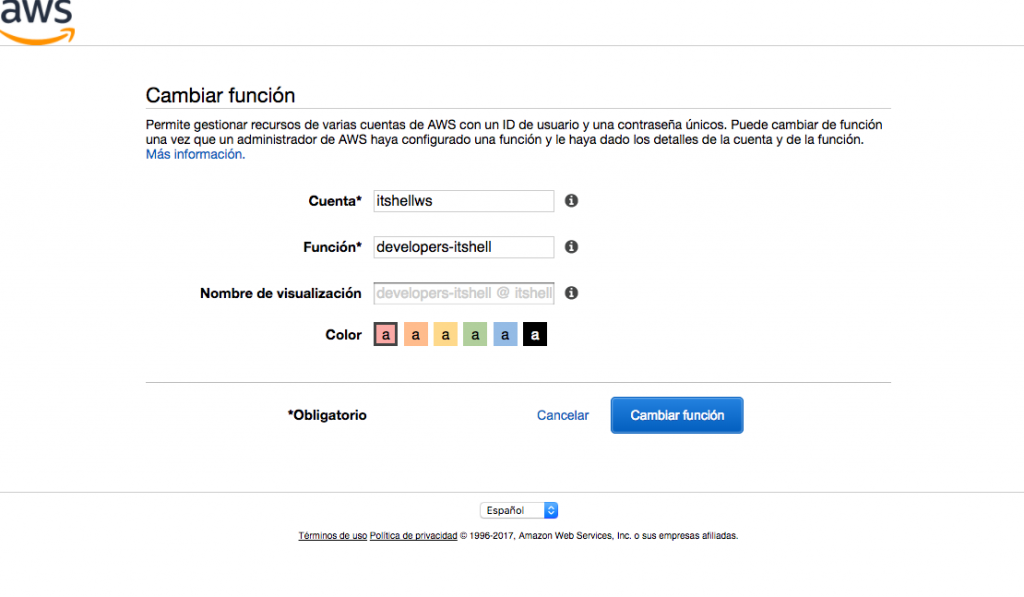 aws
Cambiar función
Permite gestionar recursos de varias cuentas de AWS con un ID de usuario y una contraseña únicos. Puede cambiar de función
una vez que un administrador de AWS haya configurado una función y le haya dado los detalles de la cuenta y de la función.
Más información.
Cuenta* itshellws
Función* developers-itshell
Nombre de visualización developers-itshell @ itshell
Color a a a a a a
*Obligatorio Cancelar Cambiar función
Español
Términos de uso Política de privacidad © 1996-2017, Amazon Web Services, Inc. o sus empresas afiliadas.